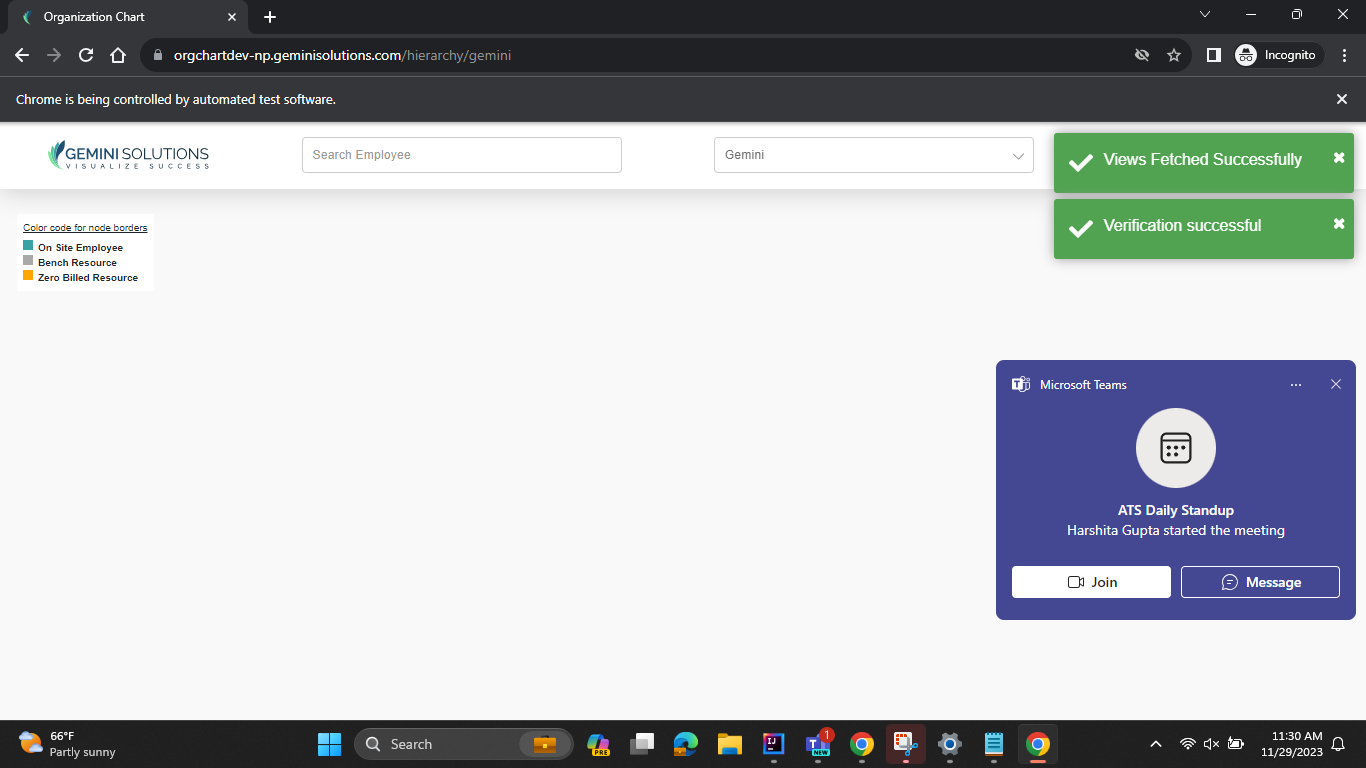 Organization Chart
orgchartdev-np.geminisolutions.com/hierarchy/gemini
Incognito
Chrome is being controlled by automated test software.
GEMINI SOLUTIONS
VISUALIZE SUCCESS
Search Employee
Gemini
Views Fetched Successfully
Verification successful
Color code for node borders
On Site Employee
Bench Resource
Zero Billed Resource
Microsoft Teams
ATS Daily Standup
Harshita Gupta started the meeting
Join
Message
66°F
Partly sunny
Search
PRE
IJ
T
NEW
1
11:30 AM
11/29/2023